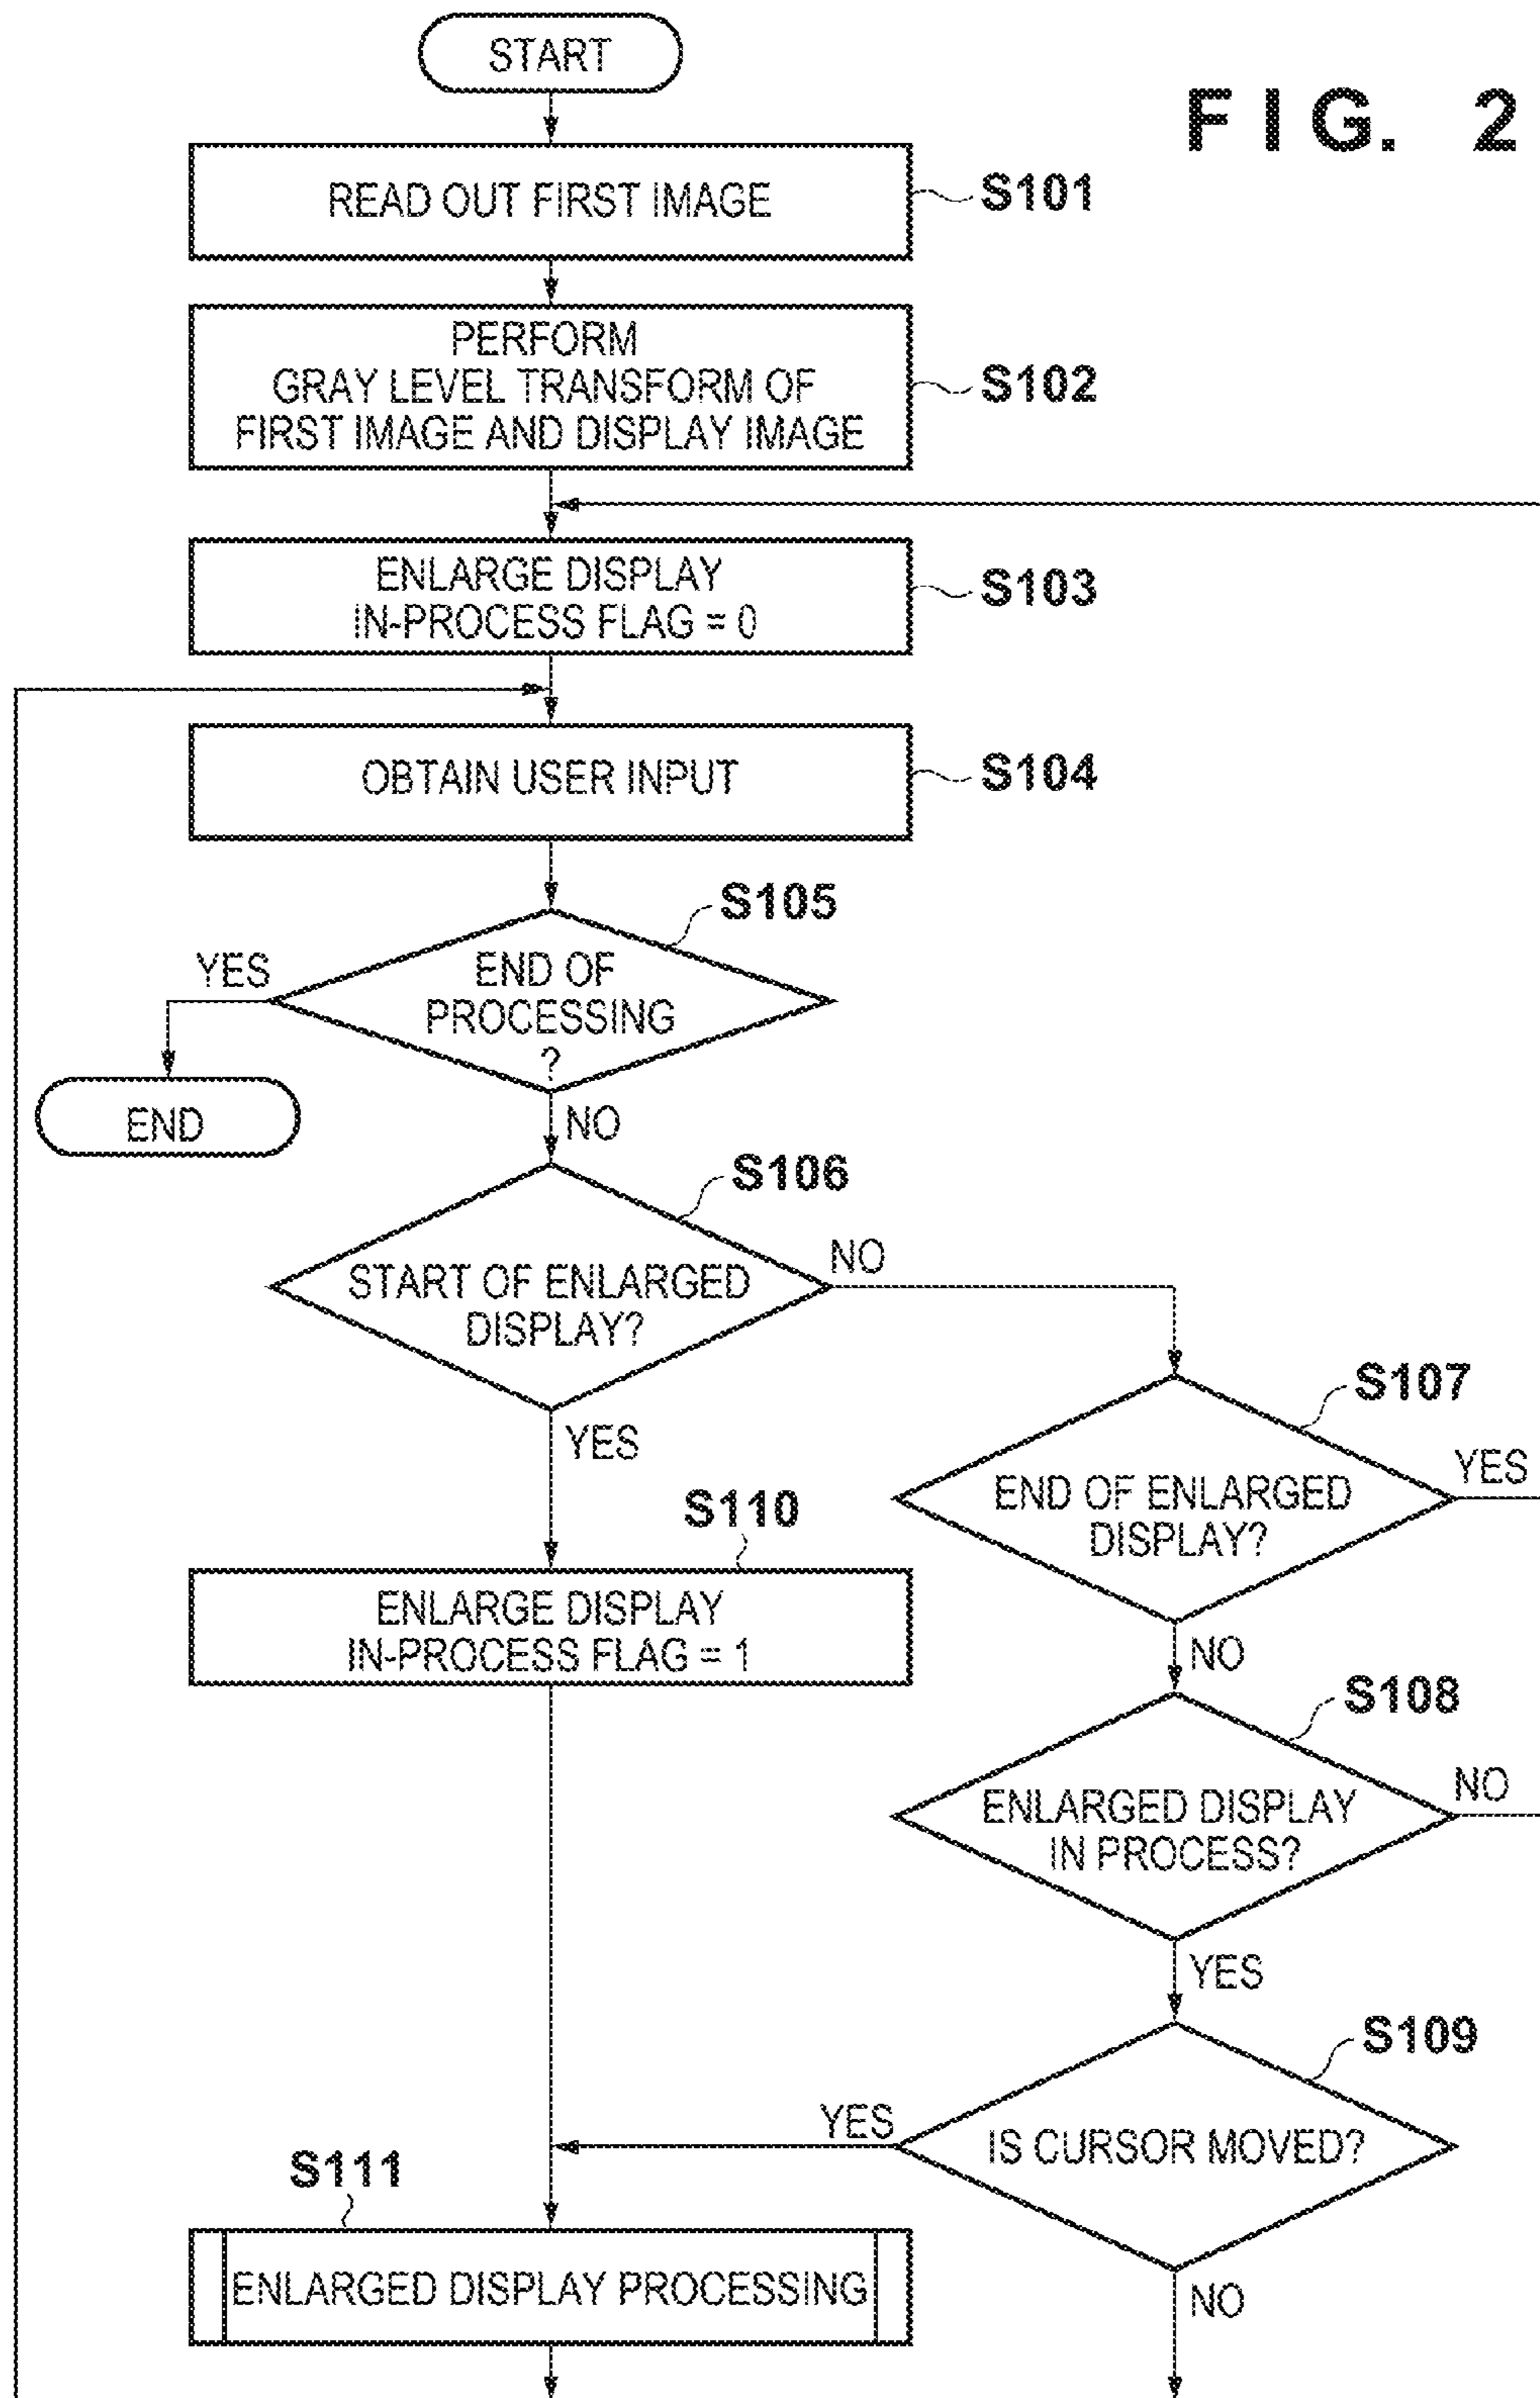 START
FIG. 2
READ OUT FIRST IMAGE
S101
PERFORM
GRAY LEVEL TRANSFORM OF
FIRST IMAGE AND DISPLAY IMAGE
S102
ENLARGE DISPLAY
IN-PROCESS FLAG = 0
S103
OBTAIN USER INPUT
S104
S105
YES
END OF
PROCESSING
?
END
NO
S106
START OF ENLARGED
DISPLAY?
NO
S107
YES
END OF ENLARGED
DISPLAY?
YES
S110
ENLARGE DISPLAY
IN-PROCESS FLAG = 1
NO
S108
ENLARGED DISPLAY
IN PROCESS?
NO
YES
S109
YES
IS CURSOR MOVED?
S111
ENLARGED DISPLAY PROCESSING
NO